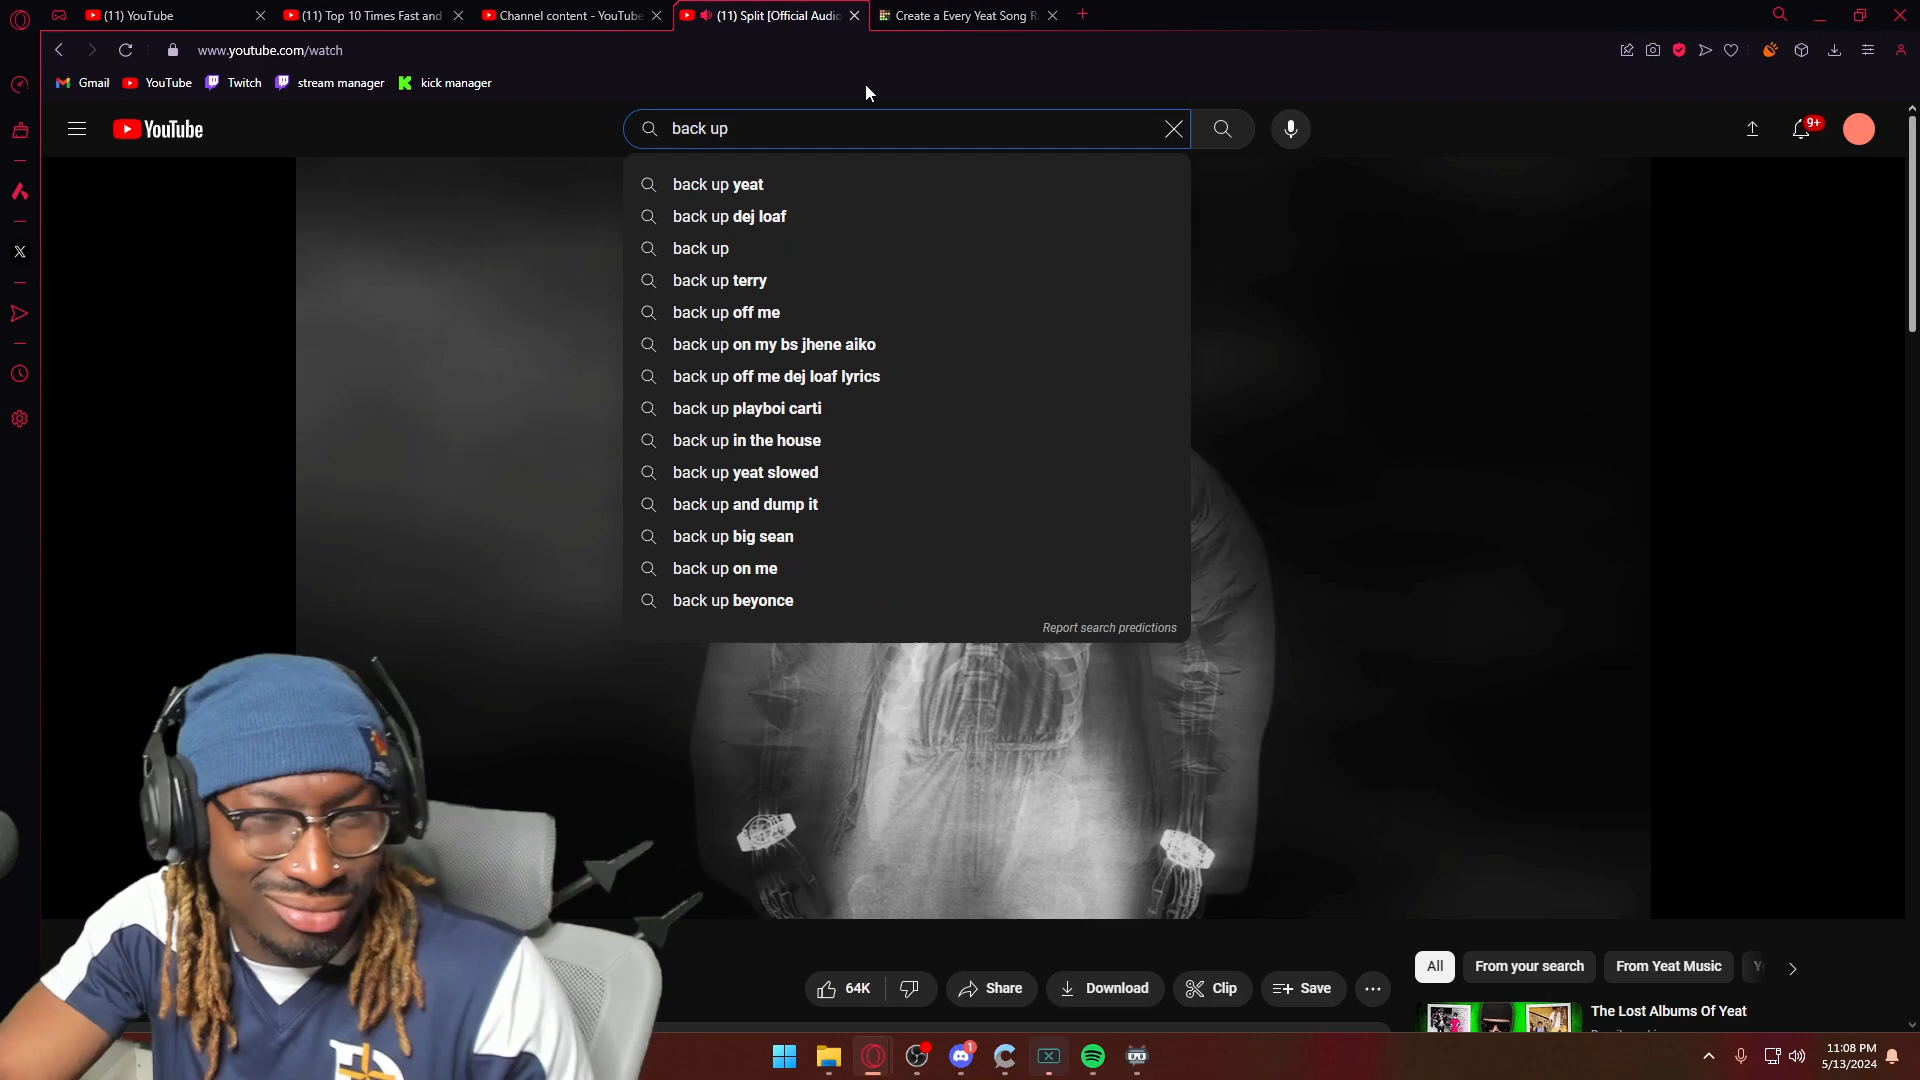 (11) YouTube
(11) Top 10 Times Fast and
Channel content - YouTube
(11) Split [Official Audio
Create a Every Yeat Song R
www.youtube.com/watch
Gmail
YouTube
Twitch
stream manager
kick manager
YouTube
back up
9+
back up yeat
back up dej loaf
back up
back up terry
back up off me
back up on my bs jhene aiko
back up off me dej loaf lyrics
back up playboi carti
back up in the house
back up yeat slowed
back up and dump it
back up big sean
back up on me
back up beyonce
Report search predictions
64K
Share
Download
Clip
Save
All
From your search
From Yeat Music
The Lost Albums Of Yeat
1
11:08 PM
5/13/2024